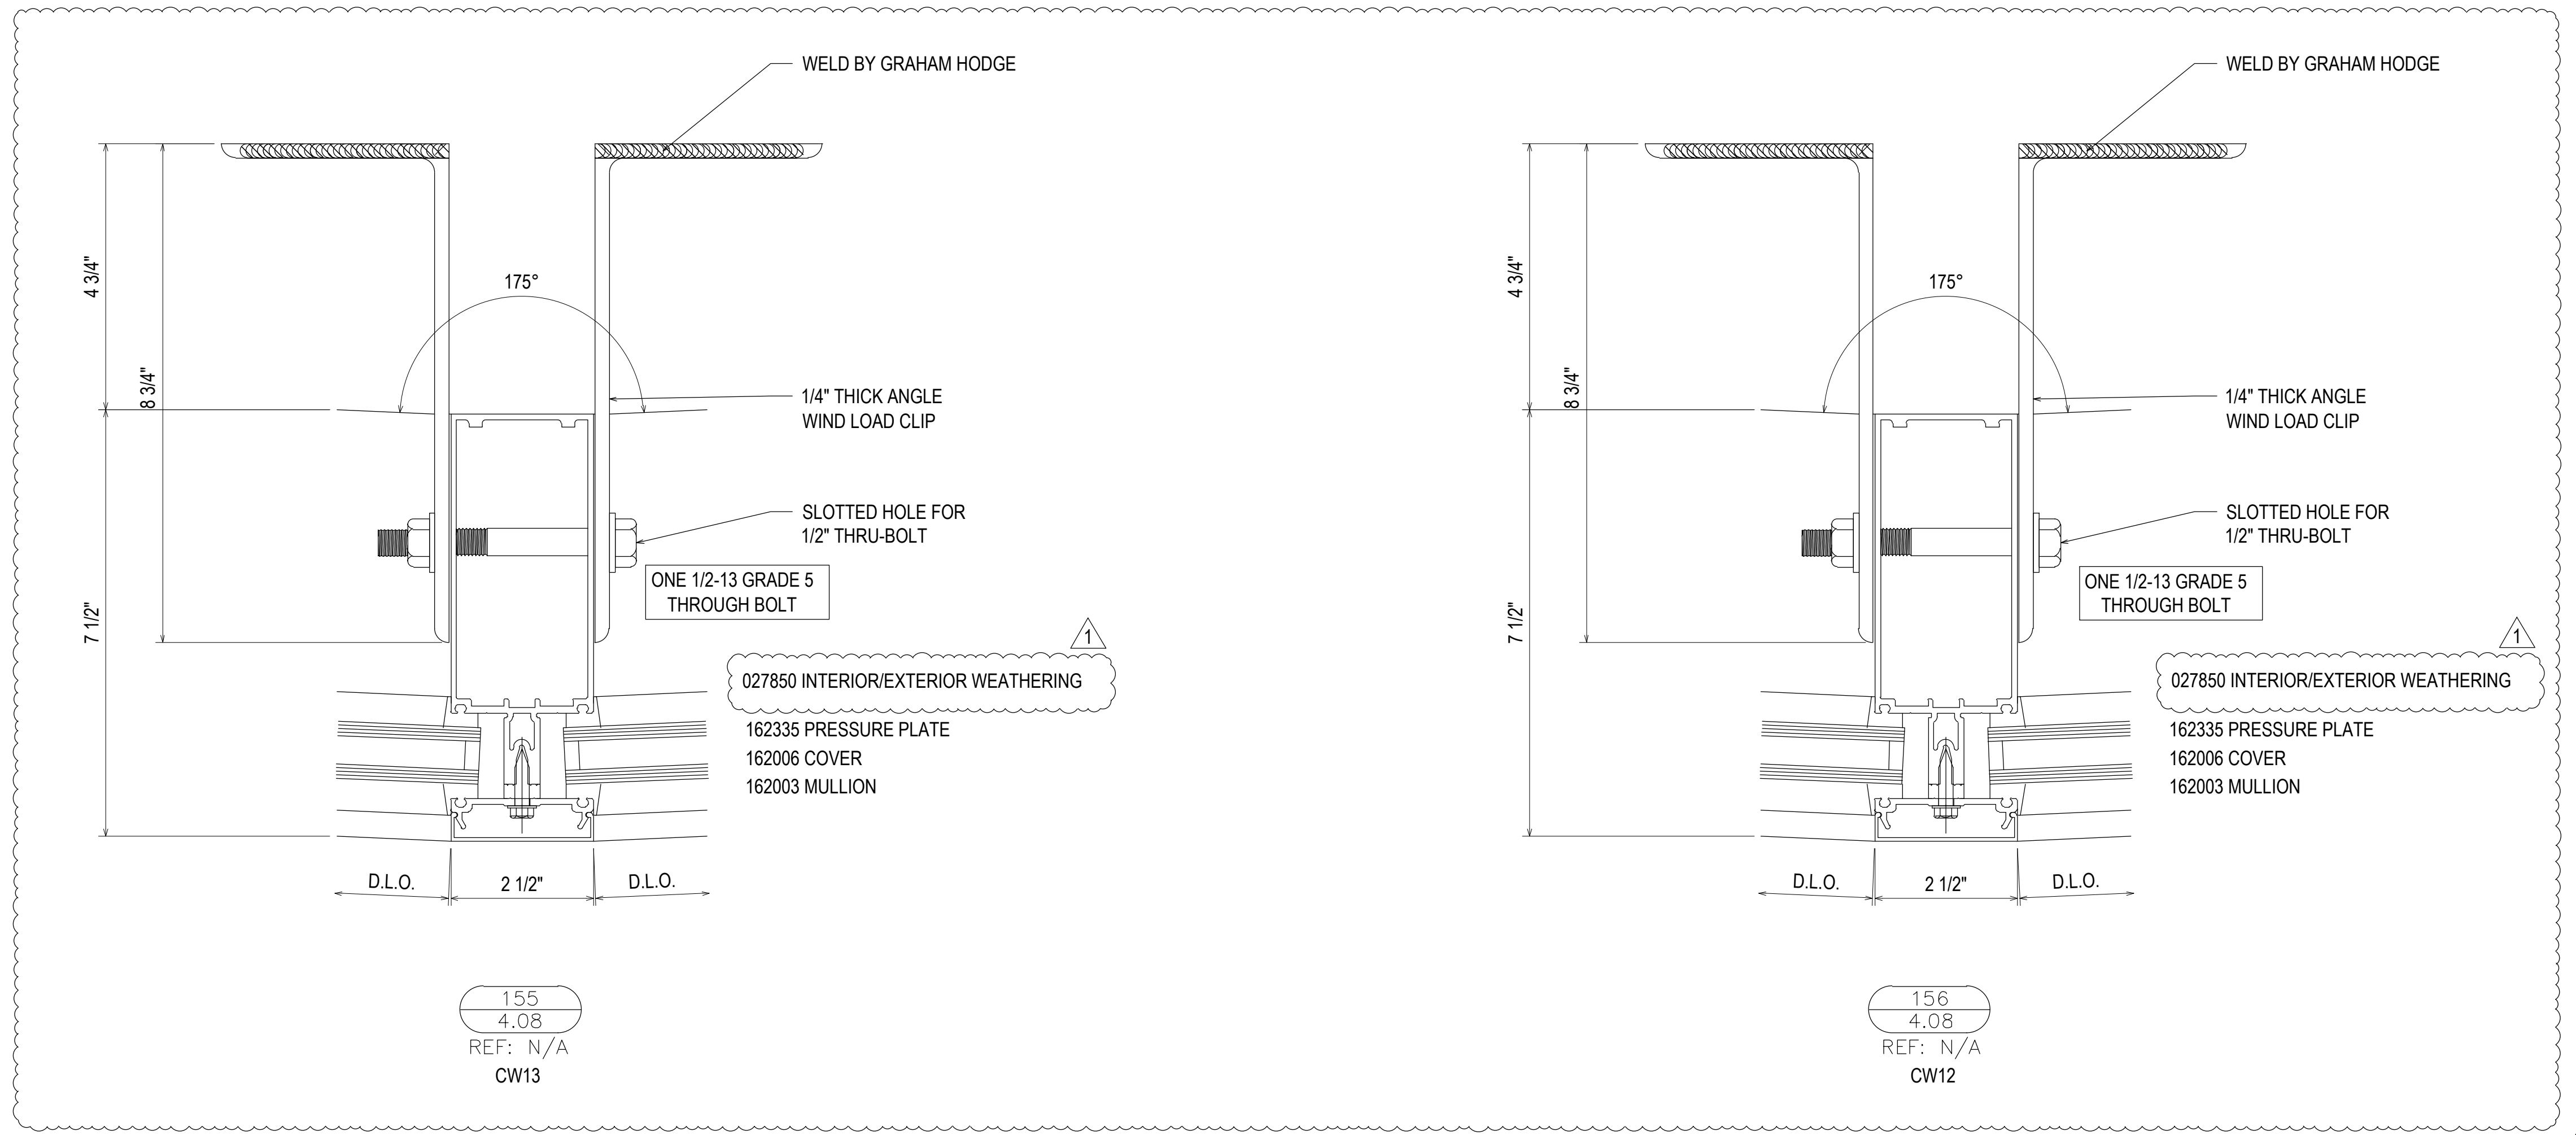 WELD BY GRAHAM HODGE
4 3/4"
8 3/4"
175°
1/4" THICK ANGLE
WIND LOAD CLIP
SLOTTED HOLE FOR
1/2" THRU-BOLT
ONE 1/2-13 GRADE 5
THROUGH BOLT
7 1/2"
1
027850 INTERIOR/EXTERIOR WEATHERING
162335 PRESSURE PLATE
162006 COVER
162003 MULLION
D.L.O.
2 1/2"
D.L.O.
155
4.08
REF: N/A
CW13
WELD BY GRAHAM HODGE
4 3/4"
8 3/4"
175°
1/4" THICK ANGLE
WIND LOAD CLIP
SLOTTED HOLE FOR
1/2" THRU-BOLT
ONE 1/2-13 GRADE 5
THROUGH BOLT
7 1/2"
1
027850 INTERIOR/EXTERIOR WEATHERING
162335 PRESSURE PLATE
162006 COVER
162003 MULLION
D.L.O.
2 1/2"
D.L.O.
156
4.08
REF: N/A
CW12